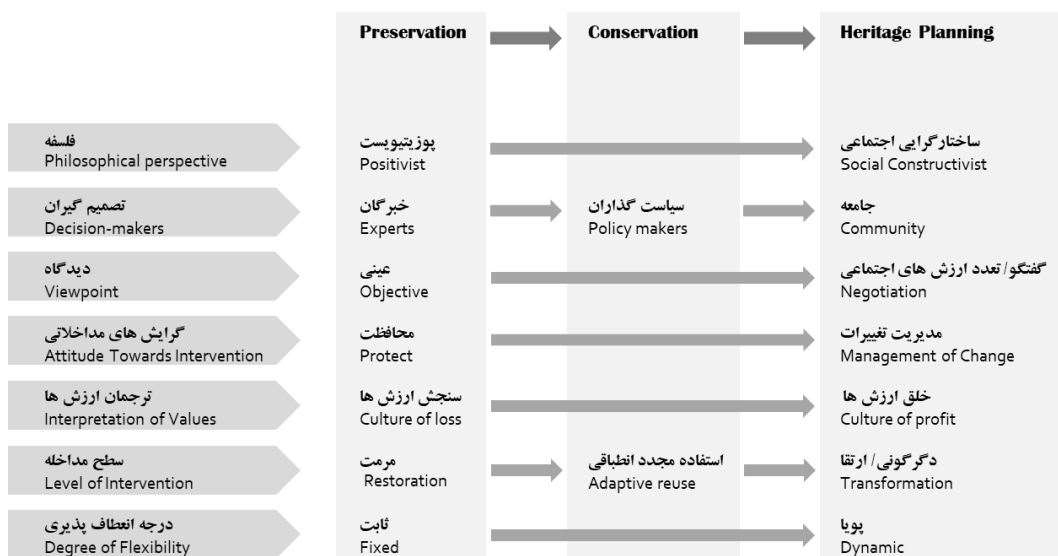 Preservation
Conservation
Heritage Planning
فلسفه
Philosophical perspective
پوزیتیویست
Positivist
ساختارگرایی اجتماعی
Social Constructivist
تصمیم گیران
Decision-makers
خبرگان
Experts
سیاست گذاران
Policy makers
جامعه
Community
دیدگاه
Viewpoint
عینی
Objective
گفتگو/ تعدد ارزش های اجتماعی
Negotiation
گرایش های مداخلاتی
Attitude Towards Intervention
محافظت
Protect
مدیریت تغییرات
Management of Change
ترجمان ارزش ها
Interpretation of Values
سنجش ارزش ها
Culture of loss
خلق ارزش ها
Culture of profit
سطح مداخله
Level of Intervention
مرمت
Restoration
استفاده مجدد انطباقی
Adaptive reuse
دگرگونی/ ارتقا
Transformation
درجه انعطاف پذیری
Degree of Flexibility
ثابت
Fixed
پویا
Dynamic